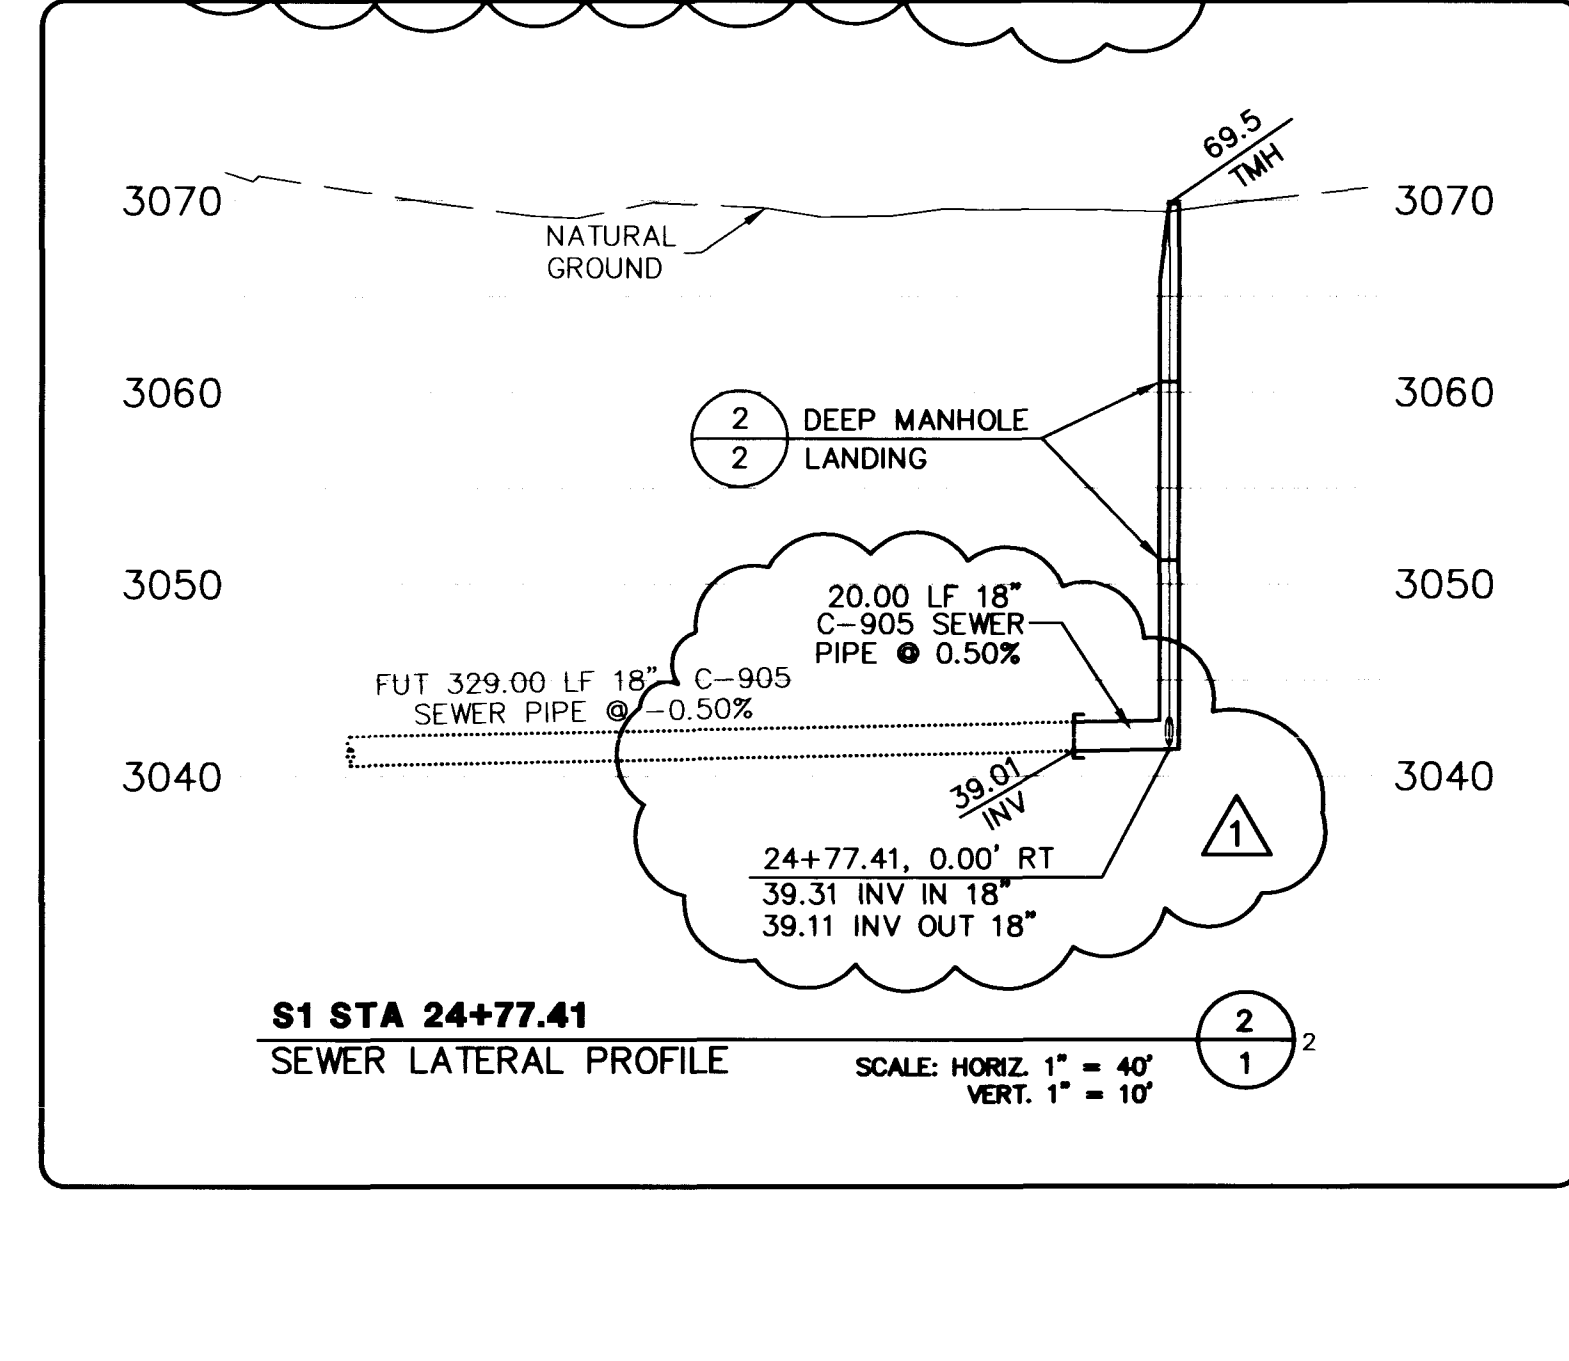 69.5
TMH
3070
3070
NATURAL
GROUND
3060
3060
2
2
DEEP MANHOLE
LANDING
3050
3050
20.00 LF 18"
C-905 SEWER
PIPE @ 0.50%
FUT 329.00 LF 18" C-905
SEWER PIPE @ -0.50%
3040
3040
39.01
INV
1
24+77.41, 0.00' RT
39.31 INV IN 18"
39.11 INV OUT 18"
S1 STA 24+77.41
SEWER LATERAL PROFILE
SCALE: HORIZ. 1" = 40'
VERT. 1" = 10'
2
1
2